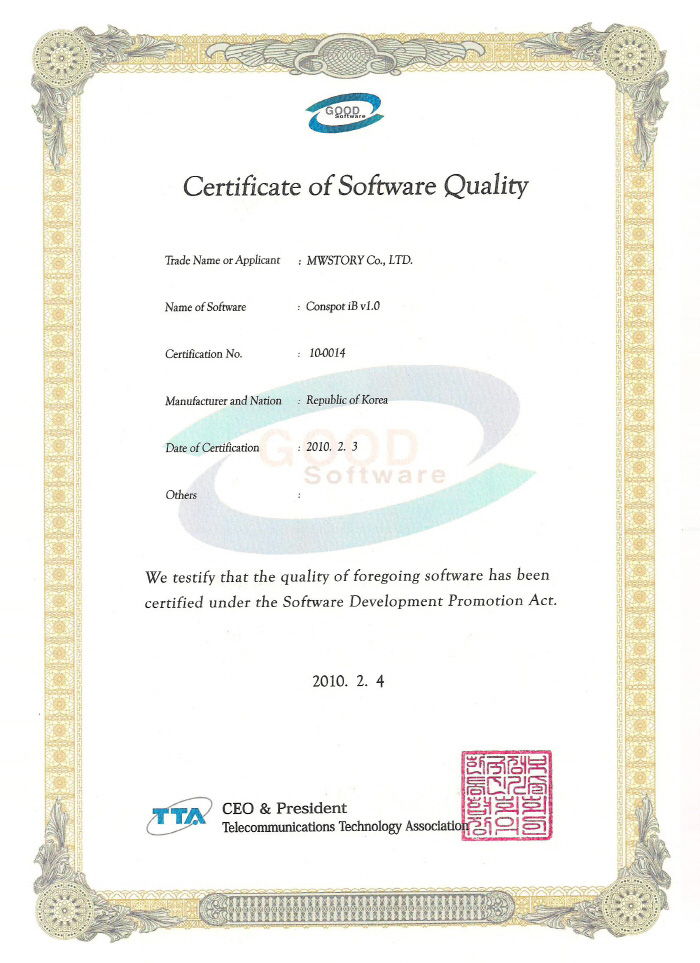 GOOD
Software
Certificate of Software Quality
Trade Name or Applicant : MWSTORY Co., LTD.
Name of Software : Conspot iB v1.0
Certification No. : 10-0014
Manufacturer and Nation : Republic of Korea
Date of Certification : 2010. 2. 3
GOOD
Software
Others :
We testify that the quality of foregoing software has been
certified under the Software Development Promotion Act.
2010. 2. 4
TTA
CEO & President
Telecommunications Technology Association